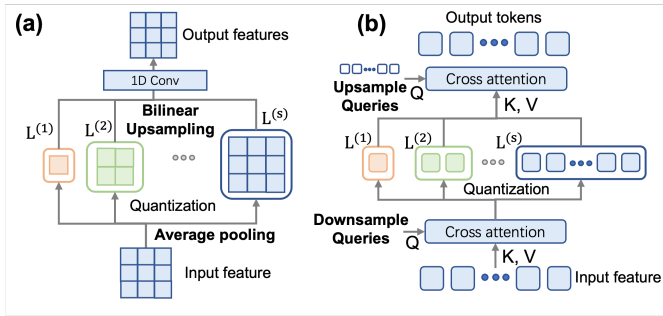 (a)
Output features
1D Conv
Bilinear
Upsampling
L^(1)
L^(2)
L^(s)
Quantization
Average pooling
Input feature
(b)
Output tokens
Upsample
Queries
Q
Cross attention
K, V
L^(1)
L^(2)
L^(s)
Quantization
Downsample
Queries
Q
Cross attention
K, V
Input feature